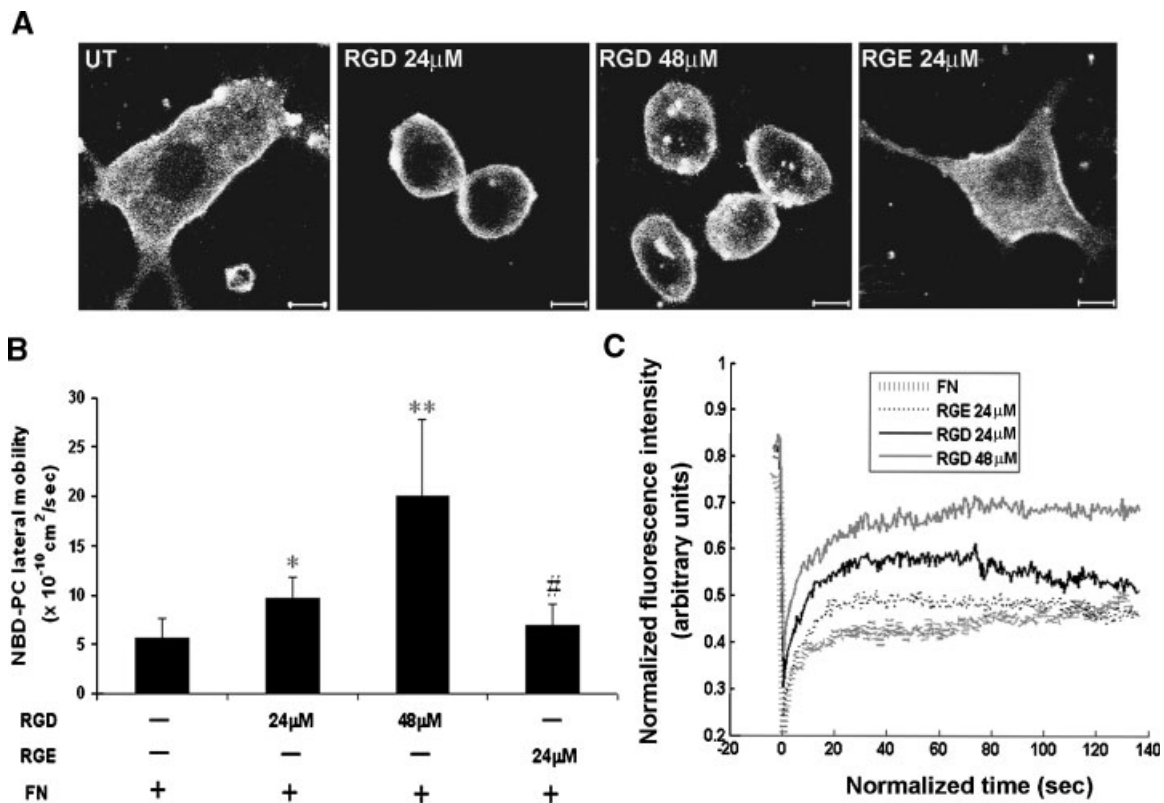 A
UT
RGD 24μM
RGD 48μM
RGE 24μM
B
NBD-PC lateral mobility
(x 10⁻¹⁰ cm²/sec)
30
25
20
15
10
5
0
*
**
#
RGD — 24μM 48μM —
RGE — — — 24μM
FN + + + +
C
Normalized fluorescence intensity
(arbitrary units)
1
0.9
0.8
0.7
0.6
0.5
0.4
0.3
0.2
FN
RGE 24μM
RGD 24μM
RGD 48μM
-20 0 20 40 60 80 100 120 140
Normalized time (sec)